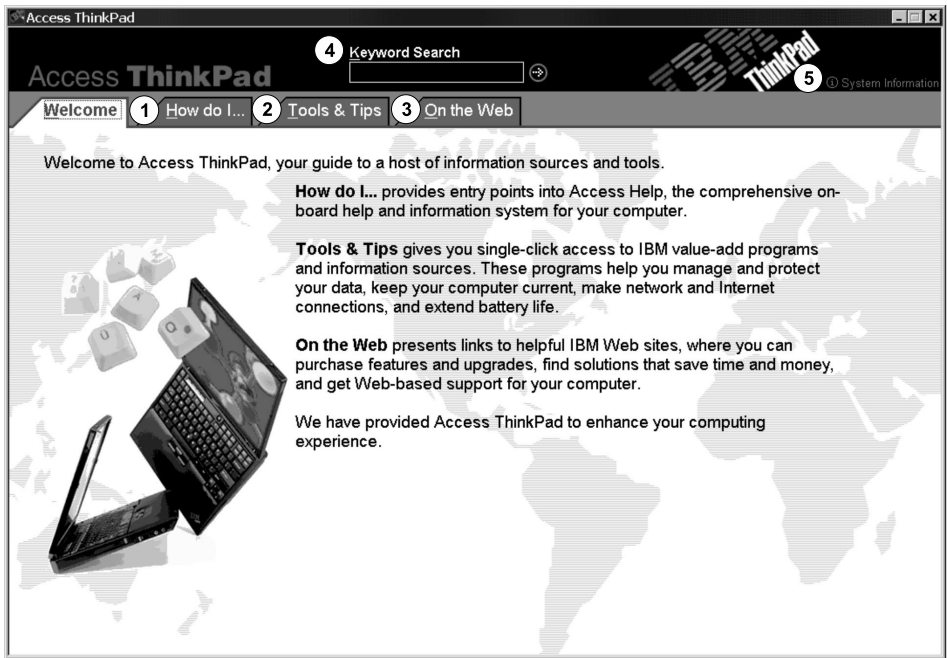 Access ThinkPad
4 Keyword Search
IBM
ThinkPad
Access ThinkPad
5 System Information
Welcome 1 How do I... 2 Tools & Tips 3 On the Web
Welcome to Access ThinkPad, your guide to a host of information sources and tools.
How do I... provides entry points into Access Help, the comprehensive on-
board help and information system for your computer.
Tools & Tips gives you single-click access to IBM value-add programs
and information sources. These programs help you manage and protect
your data, keep your computer current, make network and Internet
connections, and extend battery life.
On the Web presents links to helpful IBM Web sites, where you can
purchase features and upgrades, find solutions that save time and money,
and get Web-based support for your computer.
We have provided Access ThinkPad to enhance your computing
experience.